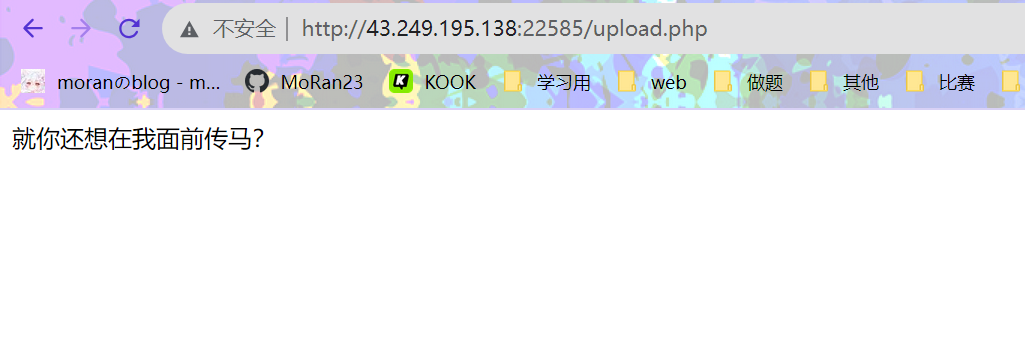 不安全 http://43.249.195.138:22585/upload.php
moranのblog - m... MoRan23 KOOK 学习用 web 做题 其他 比赛
就你还想在我面前传马?